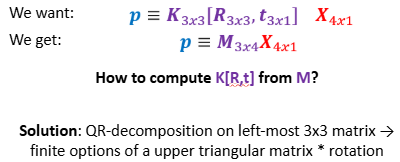 We want: p ≡ K3x3[R3x3, t3x1] X4x1
We get: p ≡ M3x4X4x1
How to compute K[R,t] from M?
Solution: QR-decomposition on left-most 3x3 matrix →
finite options of a upper triangular matrix * rotation